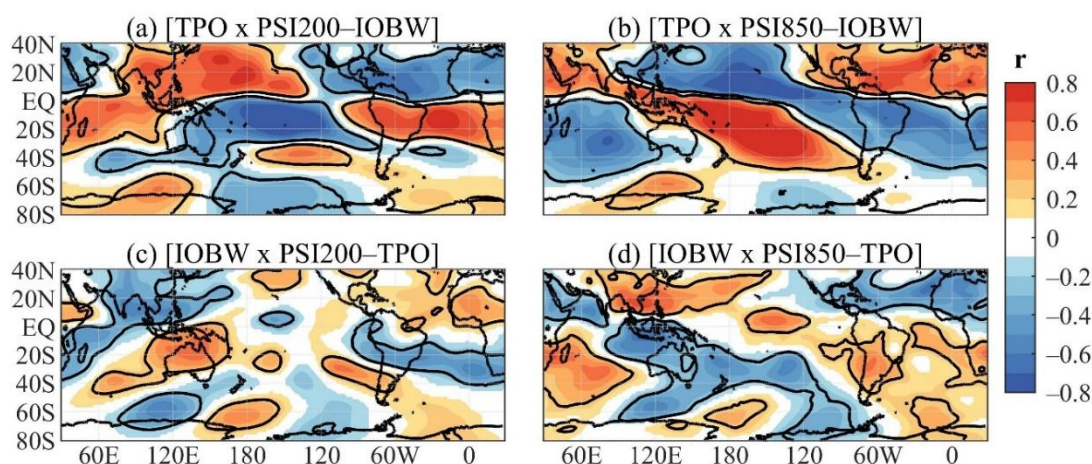 (a) [TPO x PSI200–IOBW]
(b) [TPO x PSI850–IOBW]
40N
20N
EQ
20S
40S
60S
80S
r
0.8
0.6
0.4
0.2
0
–0.2
–0.4
–0.6
–0.8
(c) [IOBW x PSI200–TPO]
(d) [IOBW x PSI850–TPO]
40N
20N
EQ
20S
40S
60S
80S
60E 120E 180 120W 60W 0
60E 120E 180 120W 60W 0